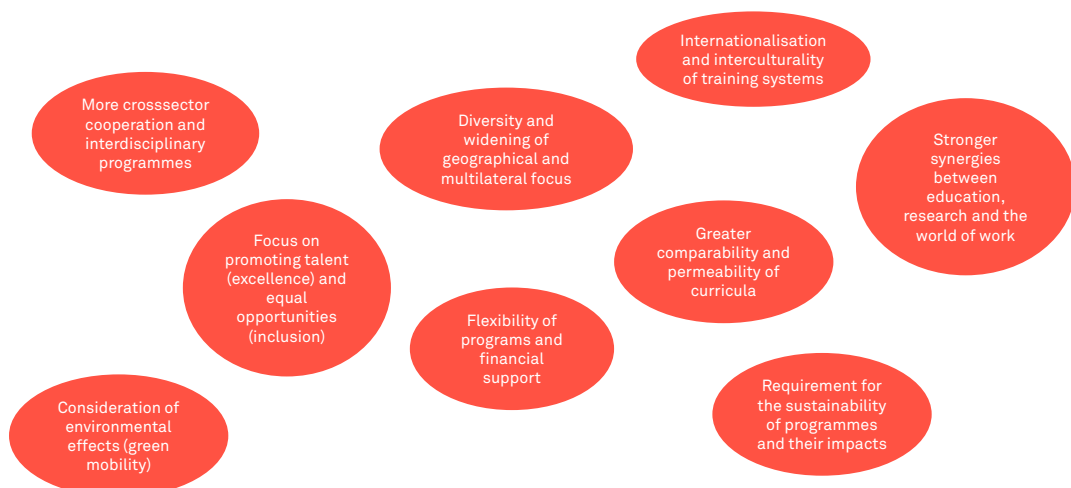 Internationalisation
and interculturality
of training systems
More crosssector
cooperation and
interdisciplinary
programmes
Diversity and
widening of
geographical and
multilateral focus
Stronger
synergies
between
education,
research and the
world of work
Focus on
promoting talent
(excellence) and
equal
opportunities
(inclusion)
Greater
comparability and
permeability of
curricula
Flexibility of
programs and
financial
support
Consideration of
environmental
effects (green
mobility)
Requirement for
the sustainability
of programmes
and their impacts